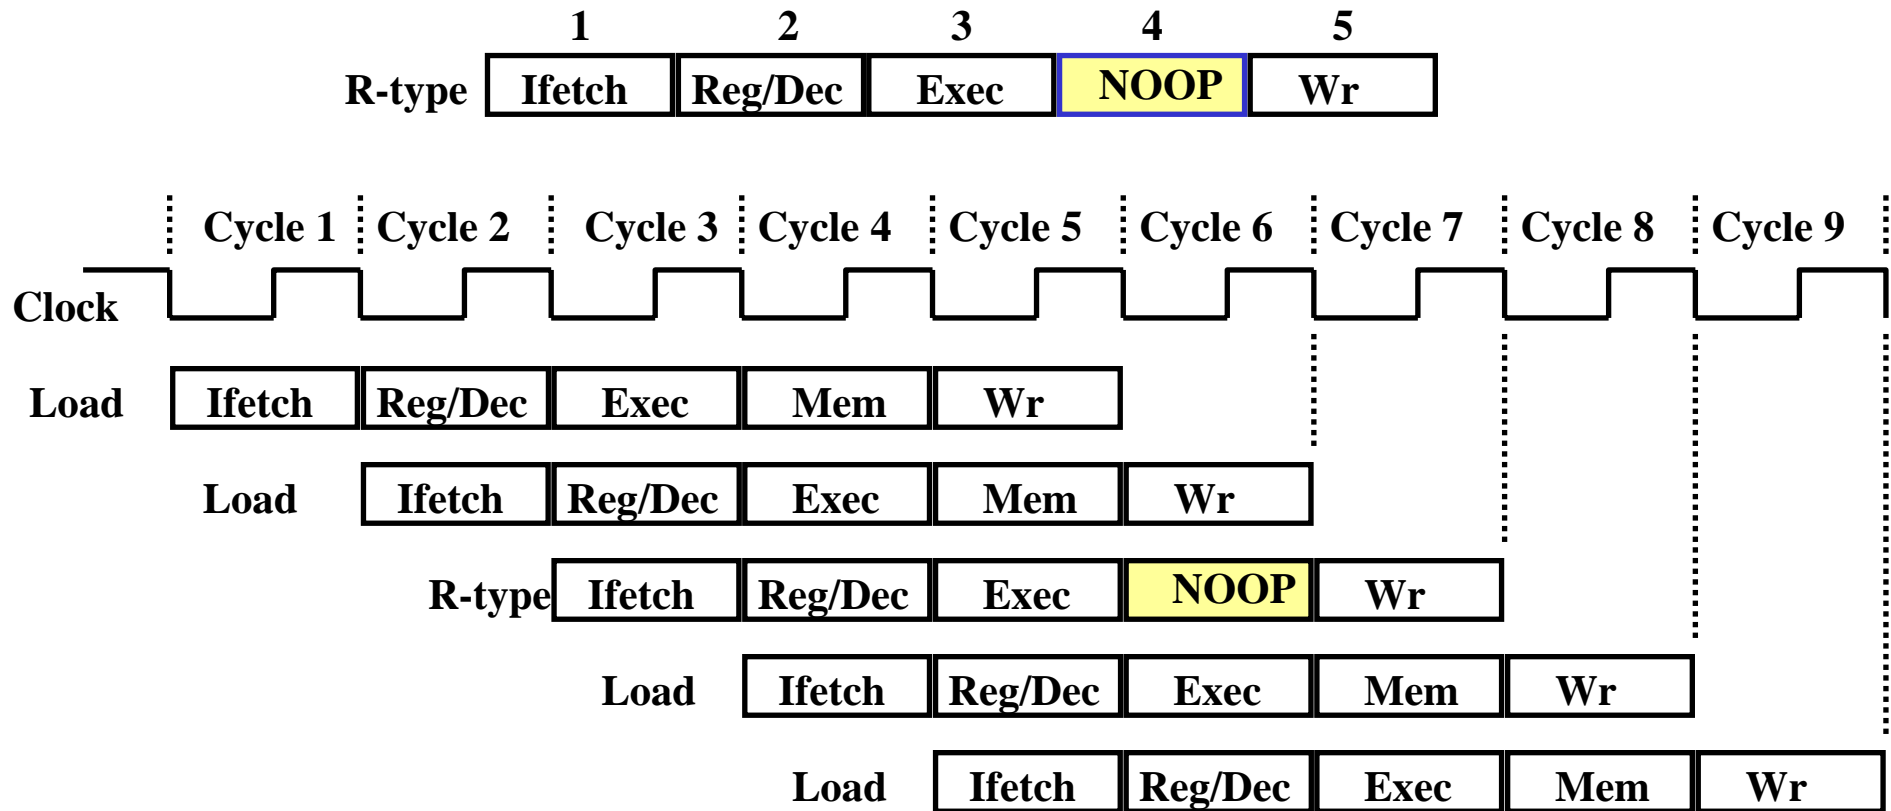 1 2 3 4 5
R-type Ifetch Reg/Dec Exec NOOP Wr
Cycle 1 Cycle 2 Cycle 3 Cycle 4 Cycle 5 Cycle 6 Cycle 7 Cycle 8 Cycle 9
Clock
Load Ifetch Reg/Dec Exec Mem Wr
Load Ifetch Reg/Dec Exec Mem Wr
R-type Ifetch Reg/Dec Exec NOOP Wr
Load Ifetch Reg/Dec Exec Mem Wr
Load Ifetch Reg/Dec Exec Mem Wr